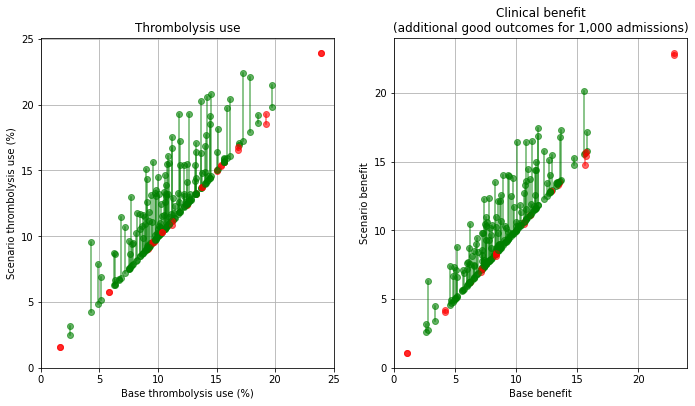 Thrombolysis use
Scenario thrombolysis use (%)
25
20
15
10
5
0
0 5 10 15 20 25
Base thrombolysis use (%)
Clinical benefit
(additional good outcomes for 1,000 admissions)
Scenario benefit
20
15
10
5
0
0 5 10 15 20
Base benefit